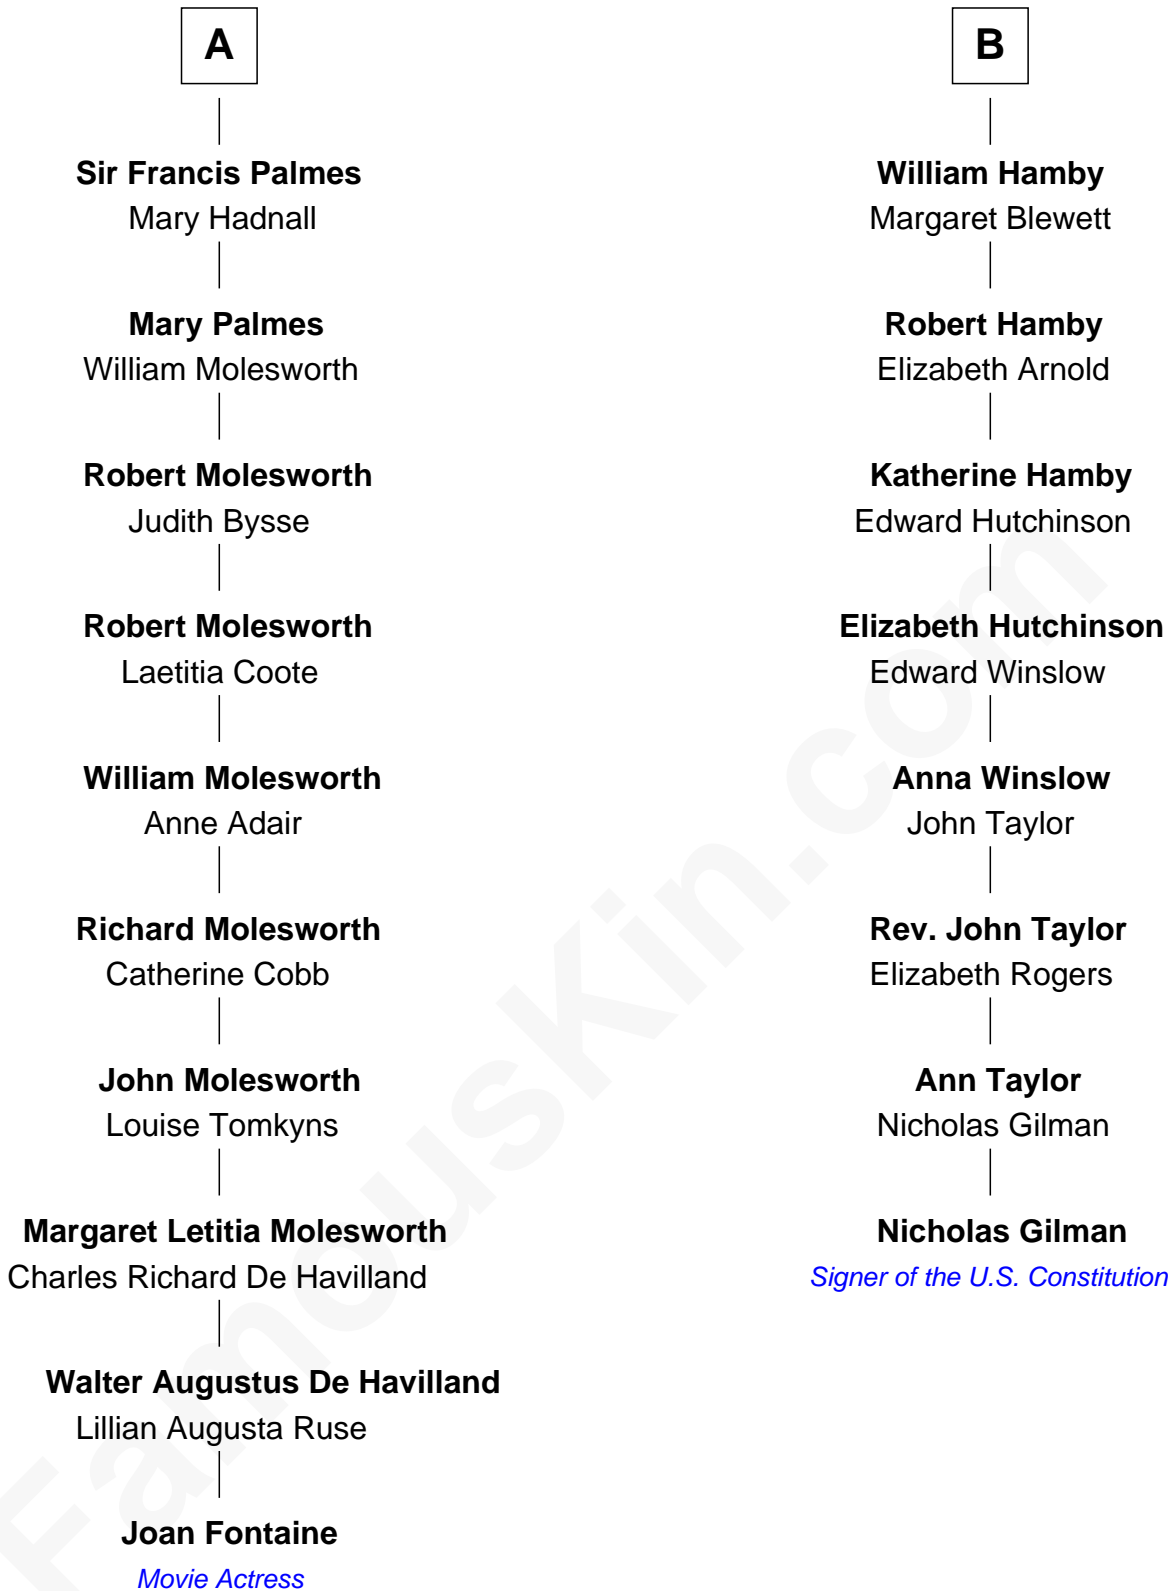 A
Sir Francis Palmes
Mary Hadnall
Mary Palmes
William Molesworth
Robert Molesworth
Judith Bysse
Robert Molesworth
Laetitia Coote
William Molesworth
Anne Adair
Richard Molesworth
Catherine Cobb
John Molesworth
Louise Tomkyns
Margaret Letitia Molesworth
Charles Richard De Havilland
Walter Augustus De Havilland
Lillian Augusta Ruse
Joan Fontaine
Movie Actress
B
William Hamby
Margaret Blewett
Robert Hamby
Elizabeth Arnold
Katherine Hamby
Edward Hutchinson
Elizabeth Hutchinson
Edward Winslow
Anna Winslow
John Taylor
Rev. John Taylor
Elizabeth Rogers
Ann Taylor
Nicholas Gilman
Nicholas Gilman
Signer of the U.S. Constitution
FamousKin.com